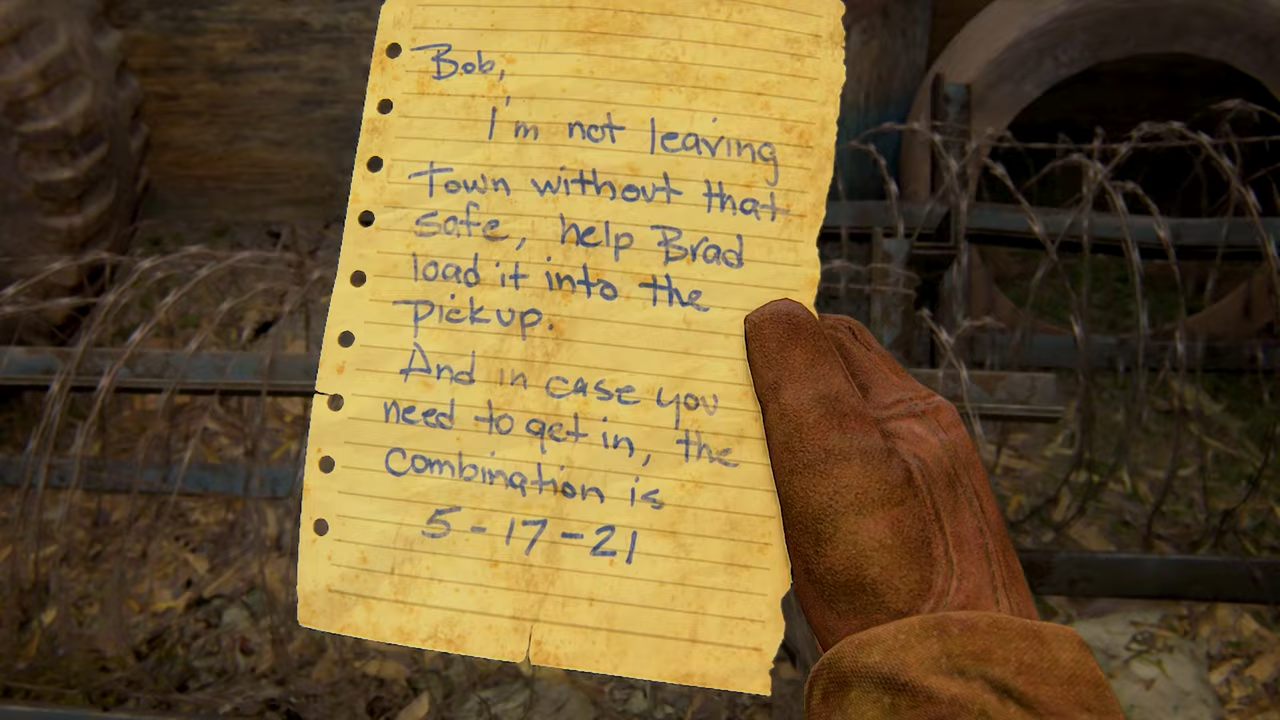 Bob,
I'm not leaving
Town without that
safe, help Brad
load it into the
pickup.
And in case you
need to get in, the
combination is
5-17-21